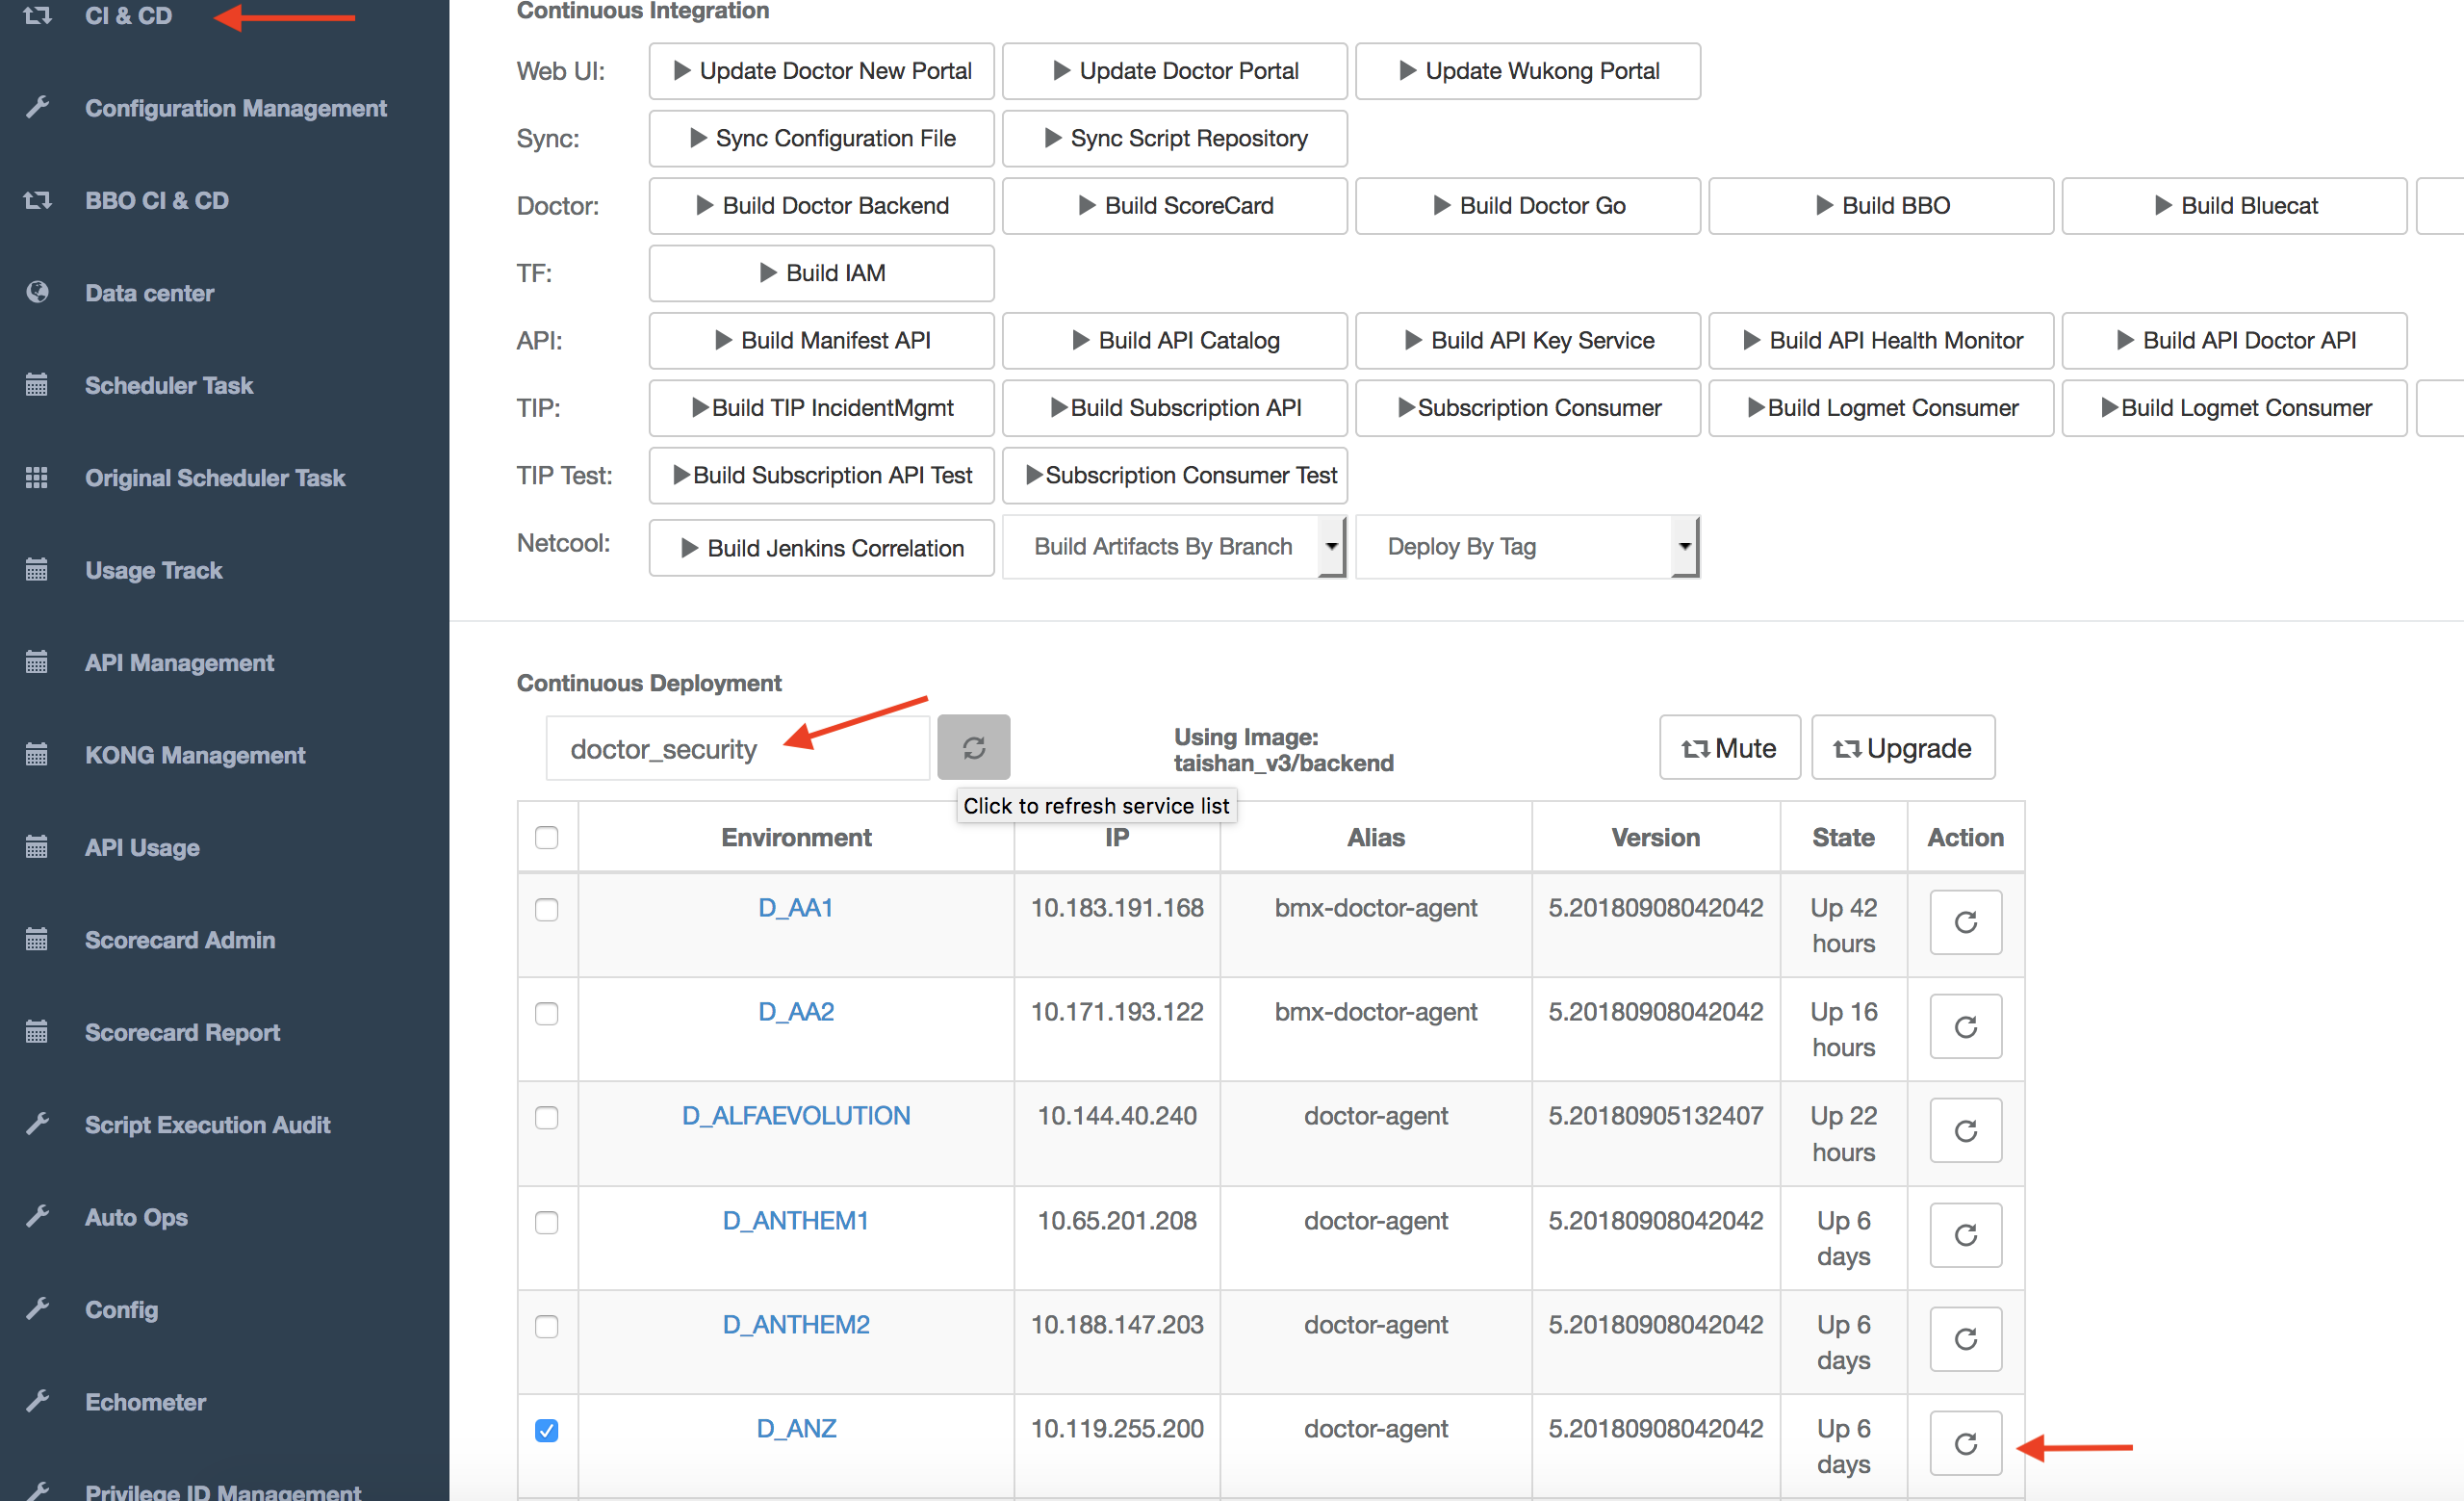 CI & CD
Configuration Management
BBO CI & CD
Data center
Scheduler Task
Original Scheduler Task
Usage Track
API Management
KONG Management
API Usage
Scorecard Admin
Scorecard Report
Script Execution Audit
Auto Ops
Config
Echometer
Privilege ID Management
Continuous Integration
Web UI: Update Doctor New Portal Update Doctor Portal Update Wukong Portal
Sync: Sync Configuration File Sync Script Repository
Doctor: Build Doctor Backend Build ScoreCard Build Doctor Go Build BBO Build Bluecat
TF: Build IAM
API: Build Manifest API Build API Catalog Build API Key Service Build API Health Monitor Build API Doctor API
TIP: Build TIP IncidentMgmt Build Subscription API Subscription Consumer Build Logmet Consumer Build Logmet Consumer
TIP Test: Build Subscription API Test Subscription Consumer Test
Netcool: Build Jenkins Correlation Build Artifacts By Branch Deploy By Tag
Continuous Deployment
doctor_security
Using Image:
taishan_v3/backend
Mute Upgrade
Click to refresh service list
Environment IP Alias Version State Action
D_AA1 10.183.191.168 bmx-doctor-agent 5.20180908042042 Up 42
hours
D_AA2 10.171.193.122 bmx-doctor-agent 5.20180908042042 Up 16
hours
D_ALFAEVOLUTION 10.144.40.240 doctor-agent 5.20180905132407 Up 22
hours
D_ANTHEM1 10.65.201.208 doctor-agent 5.20180908042042 Up 6
days
D_ANTHEM2 10.188.147.203 doctor-agent 5.20180908042042 Up 6
days
D_ANZ 10.119.255.200 doctor-agent 5.20180908042042 Up 6
days